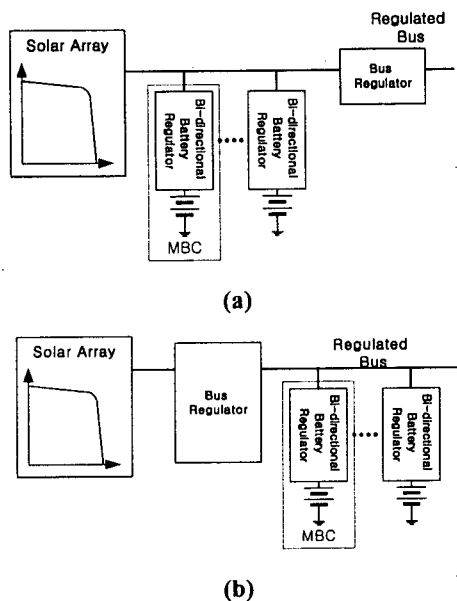 Regulated
Bus
Solar Array
Bus
Regulator
Bi-directional
Battery
Regulator
Bi-directional
Battery
Regulator
MBC
(a)
Solar Array
Regulated
Bus
Bus
Regulator
Bi-directional
Battery
Regulator
Bi-directional
Battery
Regulator
MBC
(b)